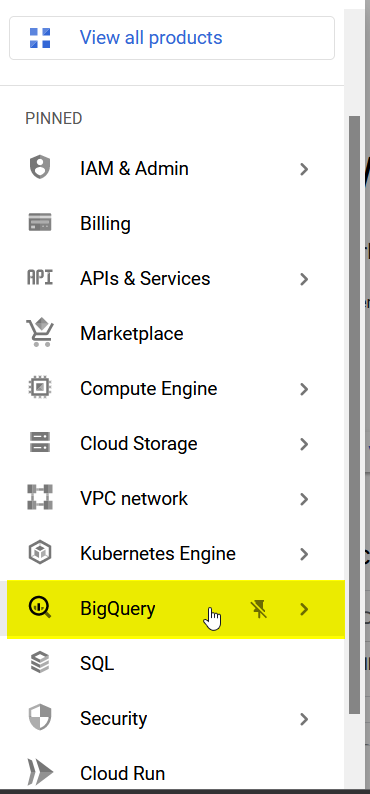 View all products
PINNED
IAM & Admin
Billing
API APIs & Services
Marketplace
Compute Engine
Cloud Storage
VPC network
Kubernetes Engine
BigQuery
SQL
Security
Cloud Run